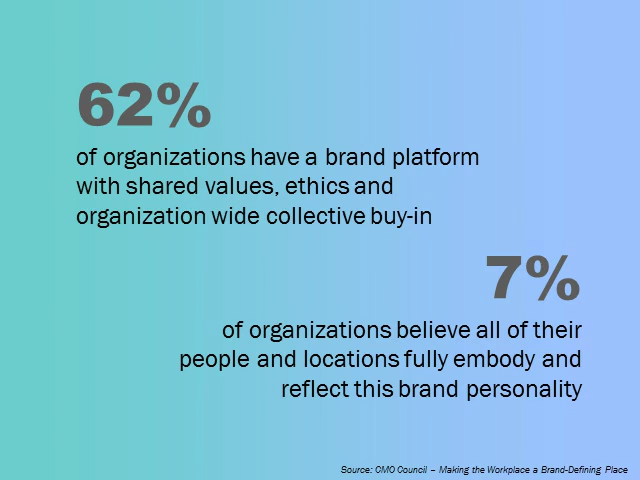 62%
of organizations have a brand platform
with shared values, ethics and
organization wide collective buy-in
7%
of organizations believe all of their
people and locations fully embody and
reflect this brand personality
Source: CMO Council – Making the Workplace a Brand-Defining Place